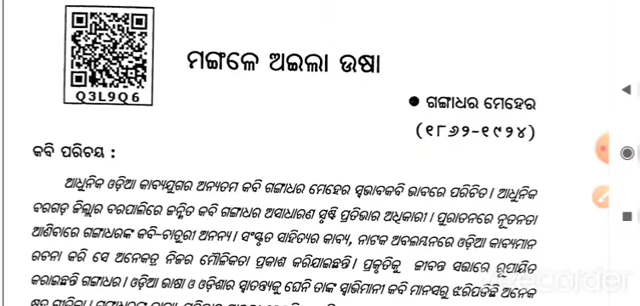 Q3L9Q6
ମଙ୍ଗଳେ ଅଇଲା ଉଷା
● ଗଙ୍ଗାଧର ମେହେର
(୧୮୬୨-୧୯୨୪)
କବି ପରିଚୟ :
ଆଧୁନିକ ଓଡ଼ିଆ କାବ୍ୟଯୁଗର ଅନ୍ୟତମ କବି ଗଙ୍ଗାଧର ମେହେର ସ୍ଵଭାବକବି ଭାବରେ ପରିଚିତ । ଆଧୁନିକ
ବରଗଡ଼ ଜିଲ୍ଲାର ବରପାଲିରେ ଜନ୍ମିତ କବି ଗଙ୍ଗାଧର ଅସାଧାରଣ ସୃଷ୍ଟି ପ୍ରତିଭାର ଅଧିକାରୀ । ପୁରାତନରେ ନୂତନତା
ଆଣିବାରେ ଗଙ୍ଗାଧରଙ୍କ କବି-ଚାତୁରୀ ଅନନ୍ୟ । ସଂସ୍କୃତ ସାହିତ୍ୟର କାବ୍ୟ, ନାଟକ ଅବଲମ୍ବନରେ ଓଡ଼ିଆ କାବ୍ୟମାନ
ରଚନା କରି ସେ ଅନେକତ୍ର ନିଜର ମୌଳିକତା ପ୍ରକାଶ କରିଯାଇଛନ୍ତି । ପ୍ରକୃତିକୁ ଜୀବନ୍ତ ସଭାରେ ରୂପାୟିତ
କରାଇଛନ୍ତି ଗଙ୍ଗାଧର । ଓଡ଼ିଆ ଭାଷା ଓ ଓଡ଼ିଶାର ସ୍ଵାତନ୍ତ୍ର୍ୟକୁ ଘେନି ତାଙ୍କ ସ୍ଵାଭିମାନୀ କବି ମାନସରୁ ଝରିପଡ଼ିଛି ଅନେକ